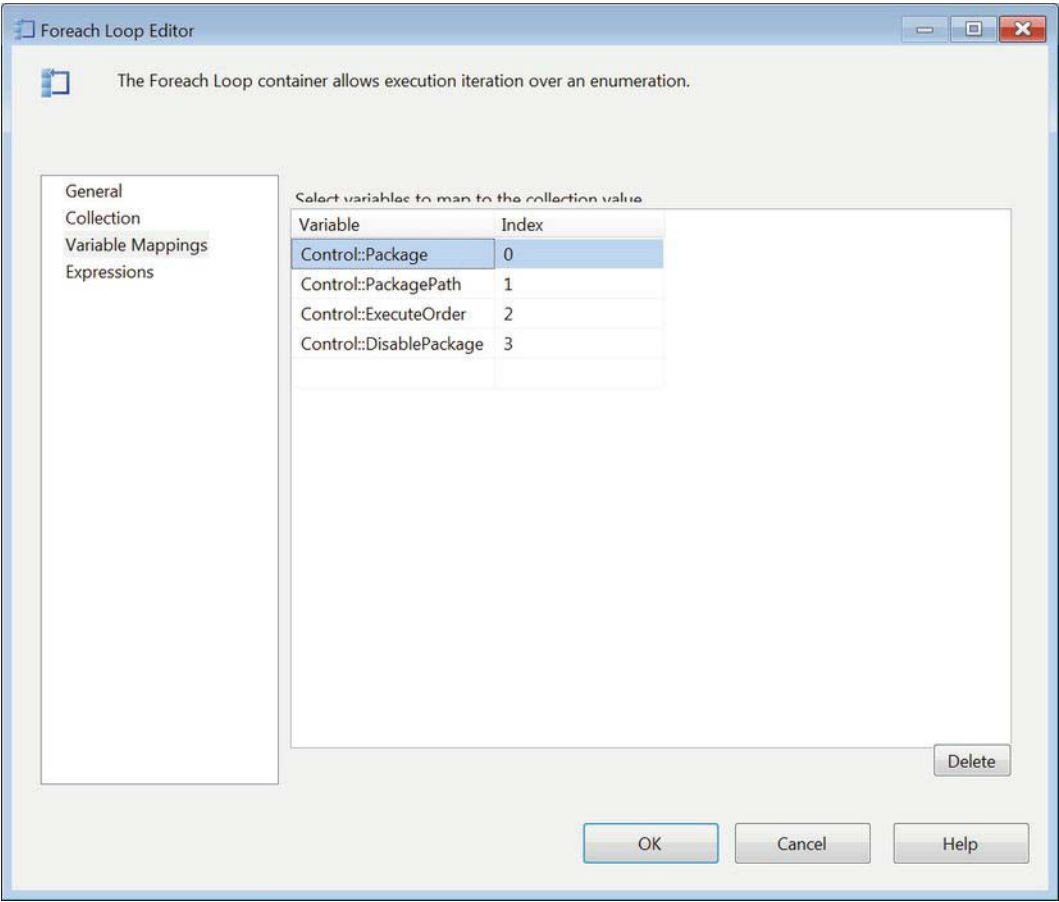 Foreach Loop Editor
The Foreach Loop container allows execution iteration over an enumeration.
General
Collection
Variable Mappings
Expressions
Select variables to map to the collection value
Variable Index
Control::Package 0
Control::PackagePath 1
Control::ExecuteOrder 2
Control::DisablePackage 3
Delete
OK Cancel Help